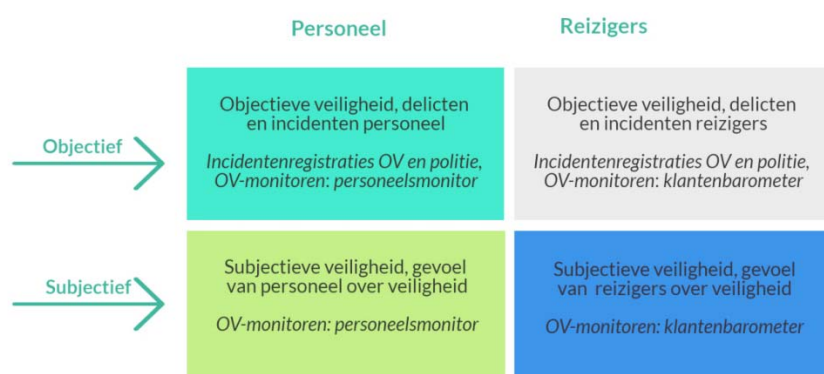 Personeel
Reizigers
Objectief
Objectieve veiligheid, delicten
en incidenten personeel
Incidentenregistraties OV en politie,
OV-monitoren: personeelsmonitor
Objectieve veiligheid, delicten
en incidenten reizigers
Incidentenregistraties OV en politie,
OV-monitoren: klantenbarometer
Subjectief
Subjectieve veiligheid, gevoel
van personeel over veiligheid
OV-monitoren: personeelsmonitor
Subjectieve veiligheid, gevoel
van reizigers over veiligheid
OV-monitoren: klantenbarometer